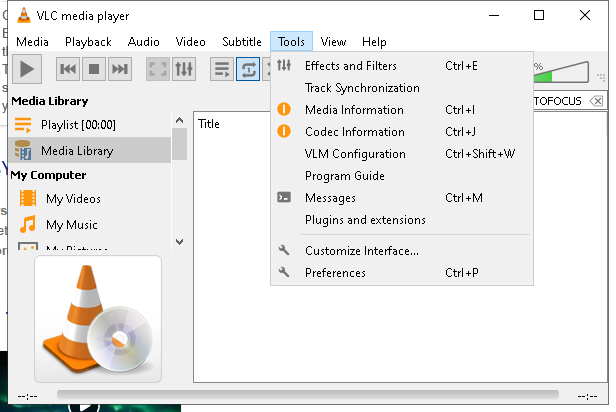 VLC media player
Media Playback Audio Video Subtitle Tools View Help
Effects and Filters Ctrl+E
Track Synchronization
Media Information Ctrl+I
Codec Information Ctrl+J
VLM Configuration Ctrl+Shift+W
Program Guide
Messages Ctrl+M
Plugins and extensions
Customize Interface...
Preferences Ctrl+P
%
TOFOCUS
Media Library
Playlist [00:00]
Media Library
My Computer
My Videos
My Music
My Pictures
Title
--:-- --:--